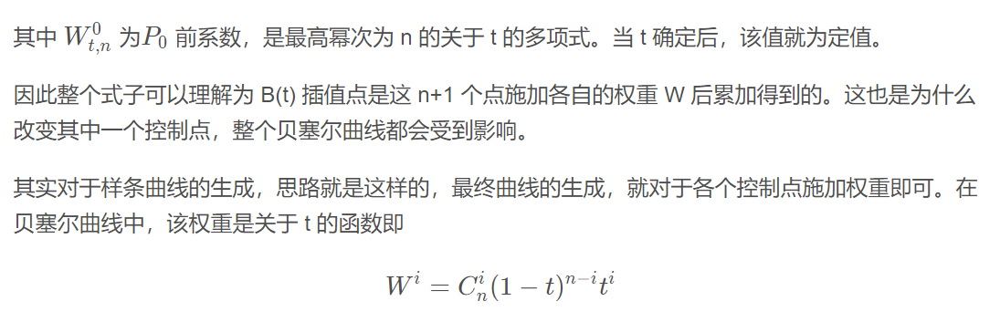 其中 $W_{t,n}^{0}$ 为$P_0$ 前系数，是最高幂次为 n 的关于 t 的多项式。当 t 确定后，该值就为定值。
因此整个式子可以理解为 B(t) 插值点是这 n+1 个点施加各自的权重 W 后累加得到的。这也是为什么
改变其中一个控制点，整个贝塞尔曲线都会受到影响。
其实对于样条曲线的生成，思路就是这样的，最终曲线的生成，就对于各个控制点施加权重即可。在
贝塞尔曲线中，该权重是关于 t 的函数即
$W^i = C_n^i(1-t)^{n-i}t^i$